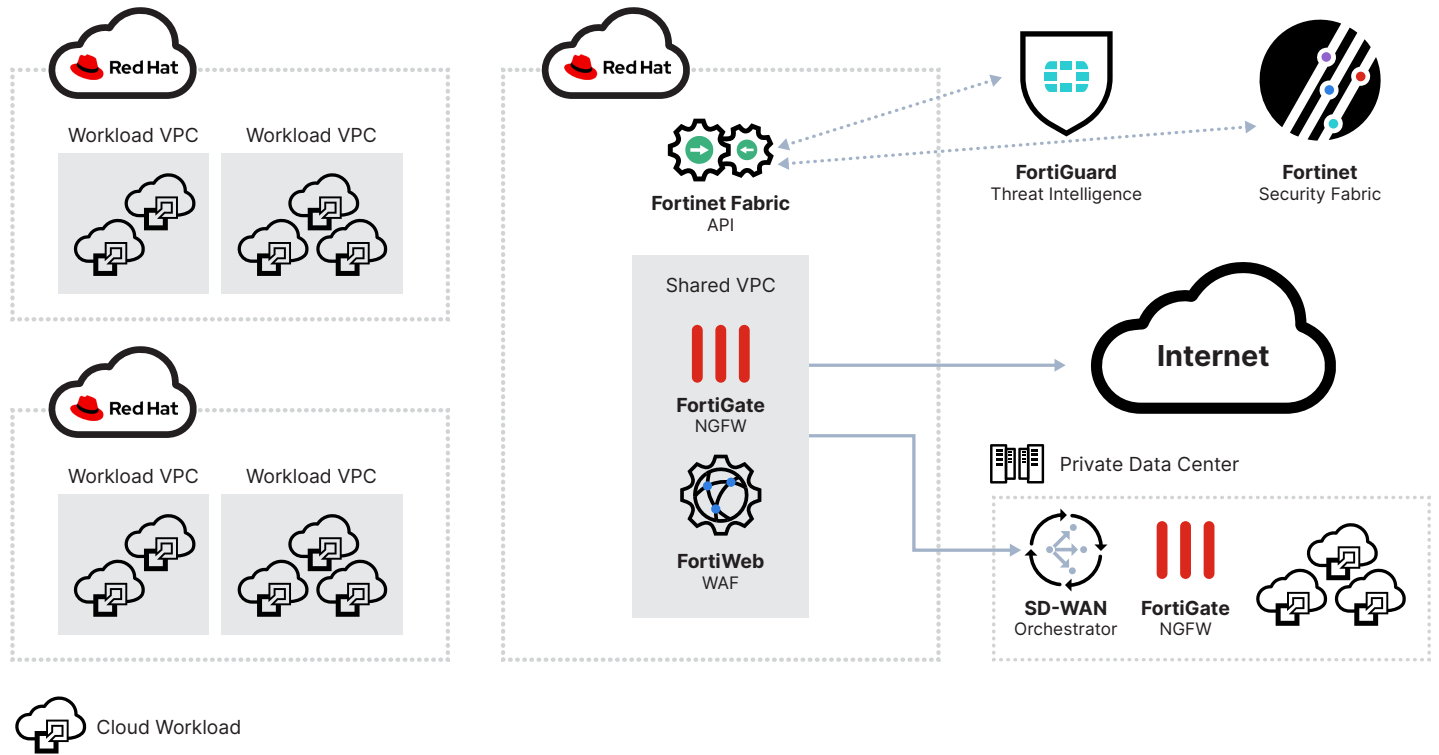 Red Hat
Workload VPC
Workload VPC
Red Hat
Workload VPC
Workload VPC
Cloud Workload
Red Hat
Fortinet Fabric
API
Shared VPC
FortiGate
NGFW
FortiWeb
WAF
FortiGuard
Threat Intelligence
Fortinet
Security Fabric
Internet
Private Data Center
SD-WAN
Orchestrator
FortiGate
NGFW